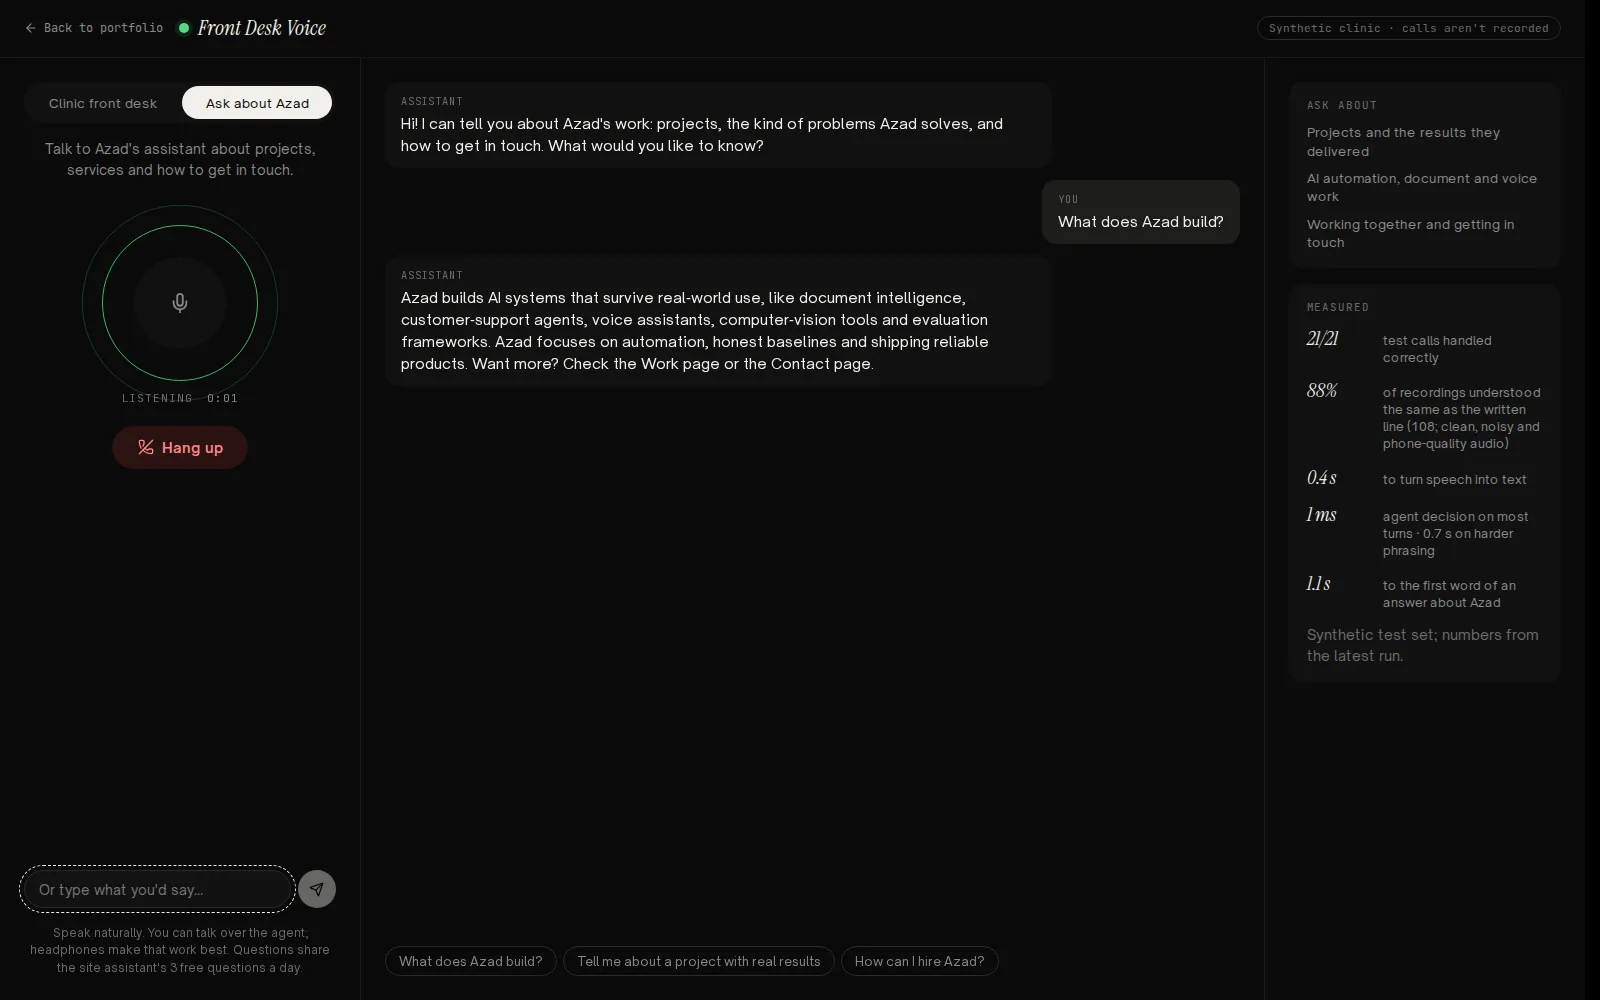 Back to portfolio
Front Desk Voice
Synthetic clinic · calls aren't recorded
Clinic front desk
Ask about Azad
Talk to Azad's assistant about projects,
services and how to get in touch.
LISTENING 0:01
Hang up
Or type what you'd say...
Speak naturally. You can talk over the agent;
headphones make that work best. Questions share
the site assistant's 3 free questions a day.
ASSISTANT
Hi! I can tell you about Azad's work: projects, the kind of problems Azad solves, and
how to get in touch. What would you like to know?
YOU
What does Azad build?
ASSISTANT
Azad builds AI systems that survive real-world use, like document intelligence,
customer-support agents, voice assistants, computer-vision tools and evaluation
frameworks. Azad focuses on automation, honest baselines and shipping reliable
products. Want more? Check the Work page or the Contact page.
What does Azad build?
Tell me about a project with real results
How can I hire Azad?
ASK ABOUT
Projects and the results they
delivered
AI automation, document and voice
work
Working together and getting in
touch
MEASURED
21/21 test calls handled
correctly
88% of recordings understood
the same as the written
line (108; clean, noisy and
phone-quality audio)
0.4 s to turn speech into text
1 ms agent decision on most
turns · 0.7 s on harder
phrasing
1.1 s to the first word of an
answer about Azad
Synthetic test set; numbers from
the latest run.